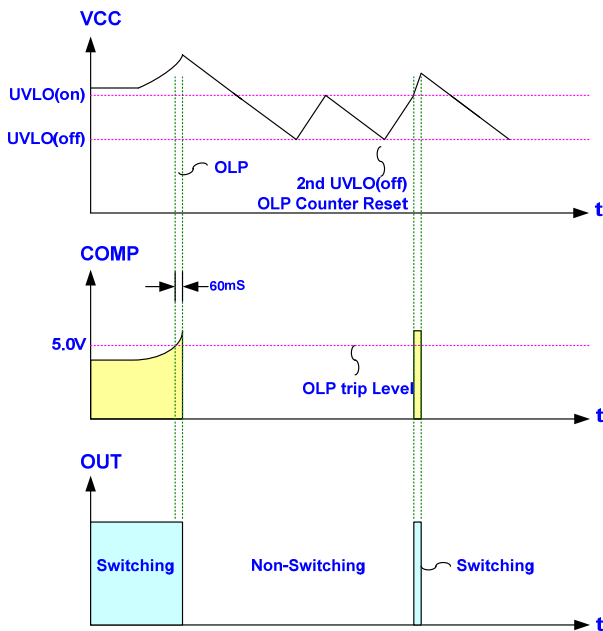 VCC
UVLO(on)
UVLO(off)
OLP
2nd UVLO(off)
OLP Counter Reset
t
COMP
60mS
5.0V
OLP trip Level
t
OUT
Switching
Non-Switching
Switching
t